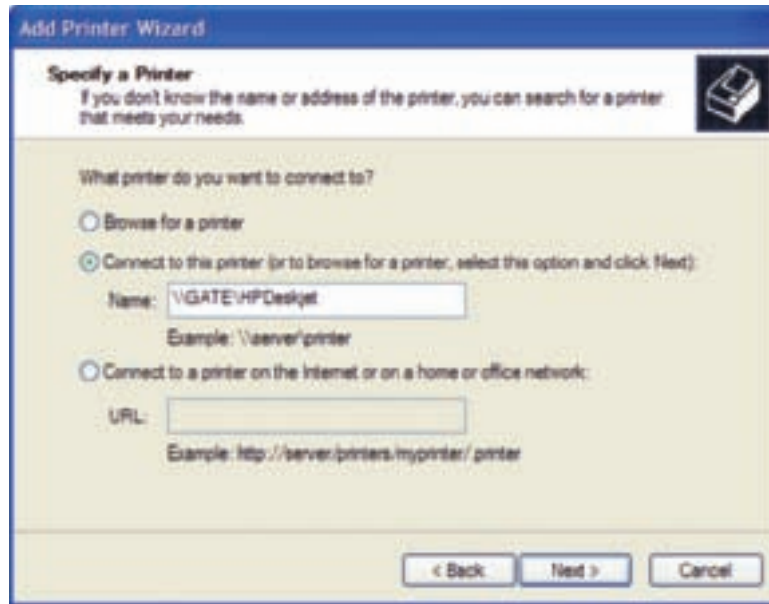 Add Printer Wizard
Specify a Printer
If you don't know the name or address of the printer, you can search for a printer
that meets your needs.
What printer do you want to connect to?
Browse for a printer
Connect to this printer (or to browse for a printer, select this option and click Next):
Name: \\GATE\HPDeskjet
Example: \\server\printer
Connect to a printer on the Internet or on a home or office network:
URL:
Example: http://server/printers/myprinter/.printer
< Back Next > Cancel